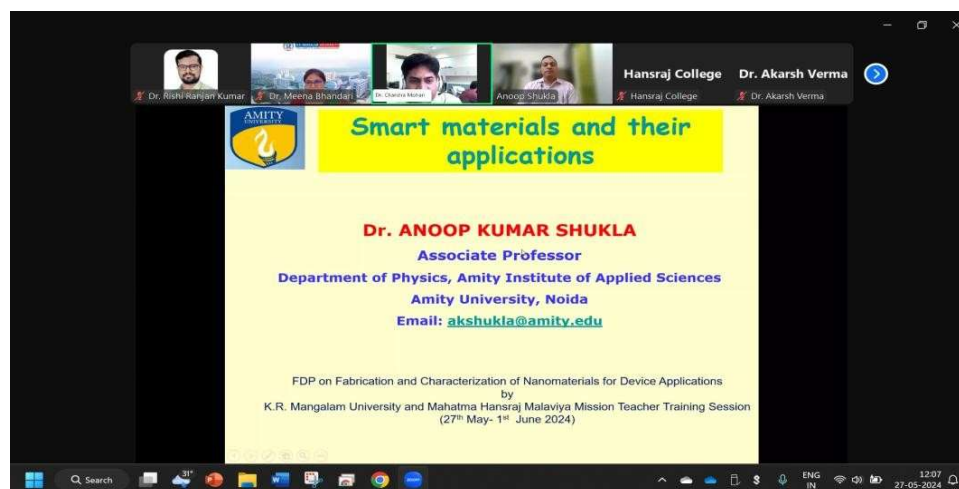 Dr. Rishi Ranjan Kumar
Dr. Meena Bhandari
Dr. Chandra Mohan
Anoop Shukla
Hansraj College
Hansraj College
Dr. Akarsh Verma
Dr. Akarsh Verma
AMITY
UNIVERSITY
Smart materials and their
applications
Dr. ANOOP KUMAR SHUKLA
Associate Professor
Department of Physics, Amity Institute of Applied Sciences
Amity University, Noida
Email: akshukla@amity.edu
FDP on Fabrication and Characterization of Nanomaterials for Device Applications
by
K.R. Mangalam University and Mahatma Hansraj Malaviya Mission Teacher Training Session
(27th May- 1st June 2024)
Search
31°
ENG
IN
12:07
27-05-2024